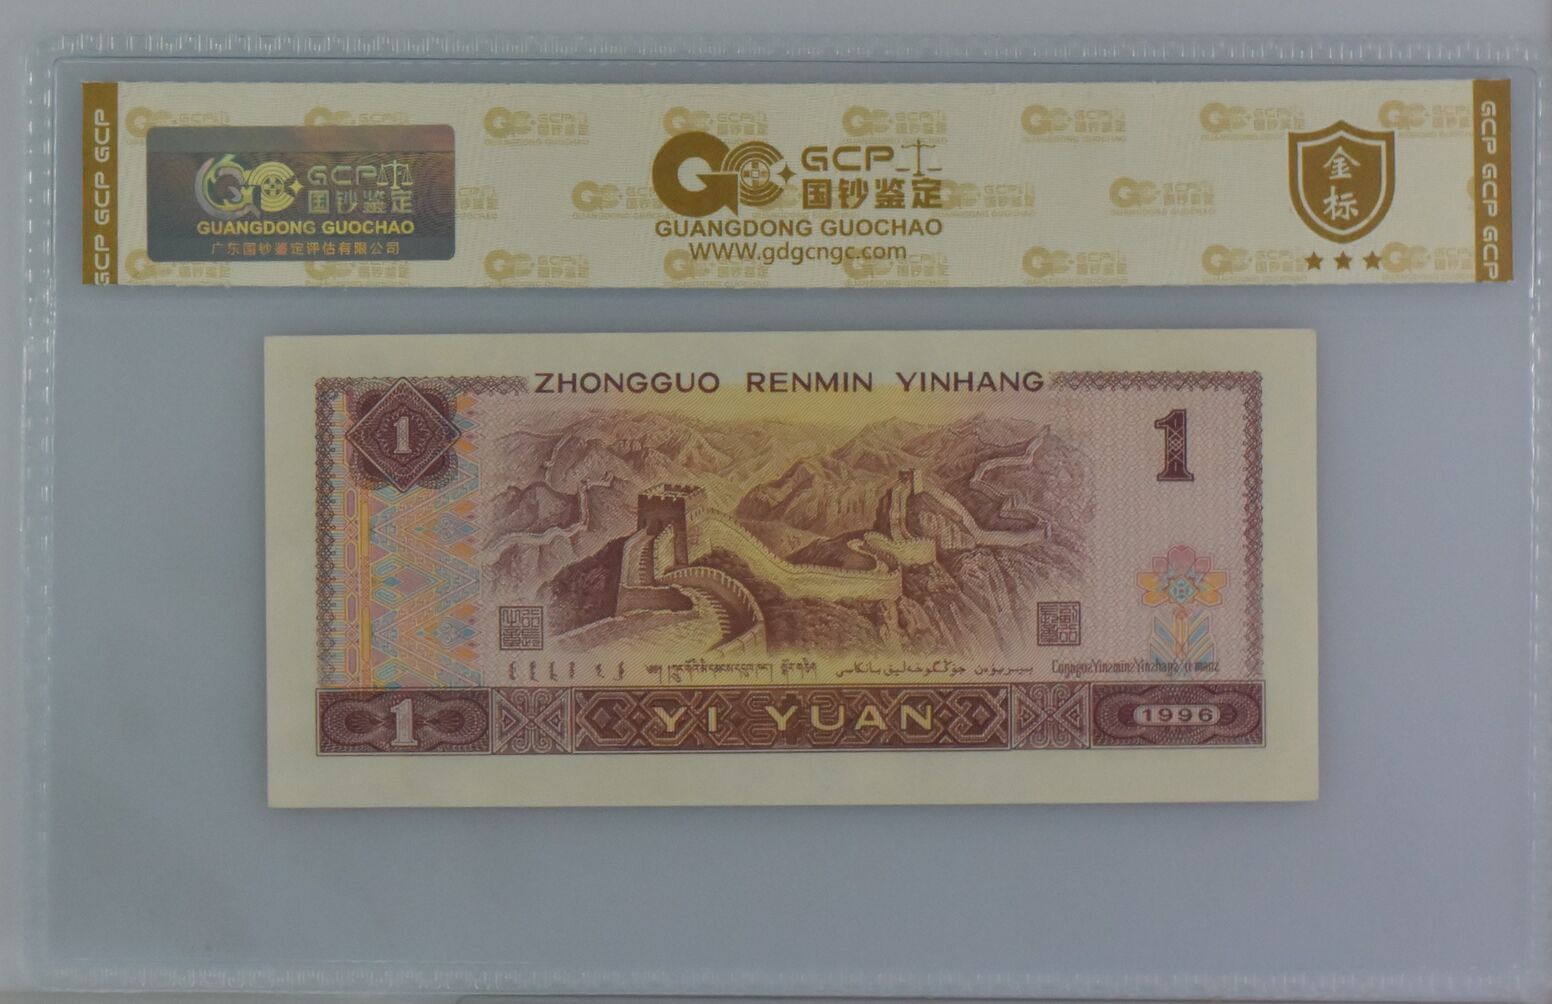 GCP GCP GCP
GCP
国钞鉴定
GUANGDONG GUOCHAO
广东国钞鉴定评估有限公司
GCP
国钞鉴定
GUANGDONG GUOCHAO
WWW.gdgcngc.com
金标
GCP GCP GCP
ZHONGGUO RENMIN YINHANG
1
1
1
YI YUAN
1996